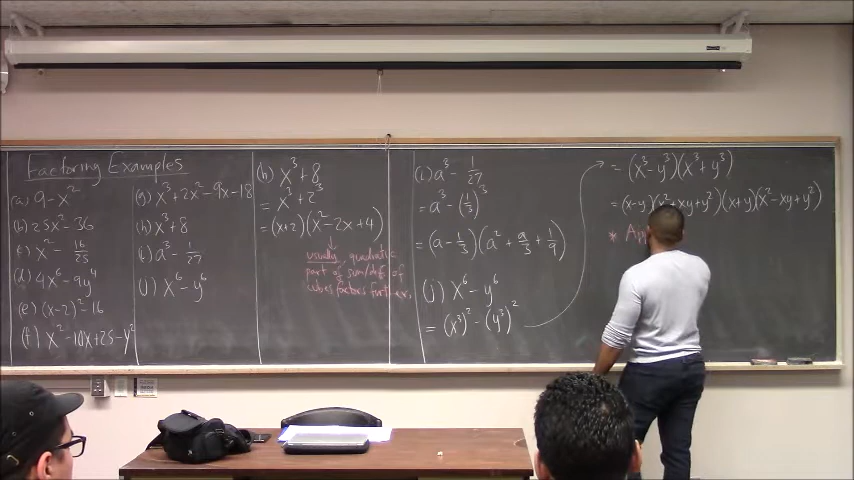 Factoring Examples
(a) 9 - x²
(b) 25x² - 36
(c) x² - 16/25
(d) 4x⁶ - 9y⁴
(e) (x-2)² - 16
(f) x² - 10x + 25 - y²
(g) x³ + 2x² - 9x - 18
(h) x³ + 8
(i) a³ - 1/27
(j) x⁶ - y⁶
(h) x³ + 8
= x³ + 2³
= (x+2)(x² - 2x + 4)
usually, quadratic
part of sum/dif. of
cubes factors
(i) a³ - 1/27
= a³ - (1/3)³
= (a - 1/3)(a² + a/3 + 1/9)
(j) x⁶ - y⁶
= (x³)² - (y³)²
= (x³ - y³)(x³ + y³)
= (x-y)(x² + xy + y²)(x+y)(x² - xy + y²)
*